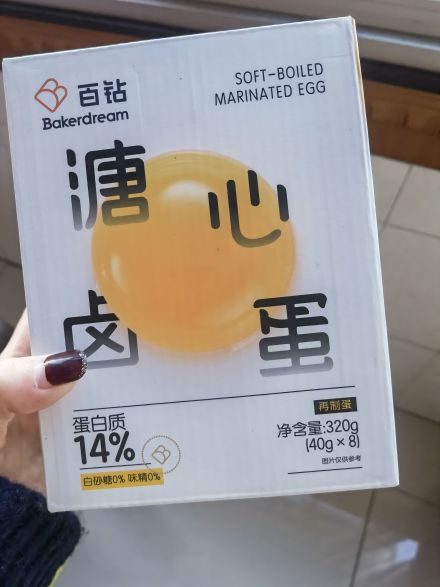 百钻
Bakerdream
SOFT-BOILED
MARINATED EGG
溏心
卤蛋
蛋白质
14%
白砂糖0% 味精0%
再制蛋
净含量:320g
(40g×8)
图片仅供参考